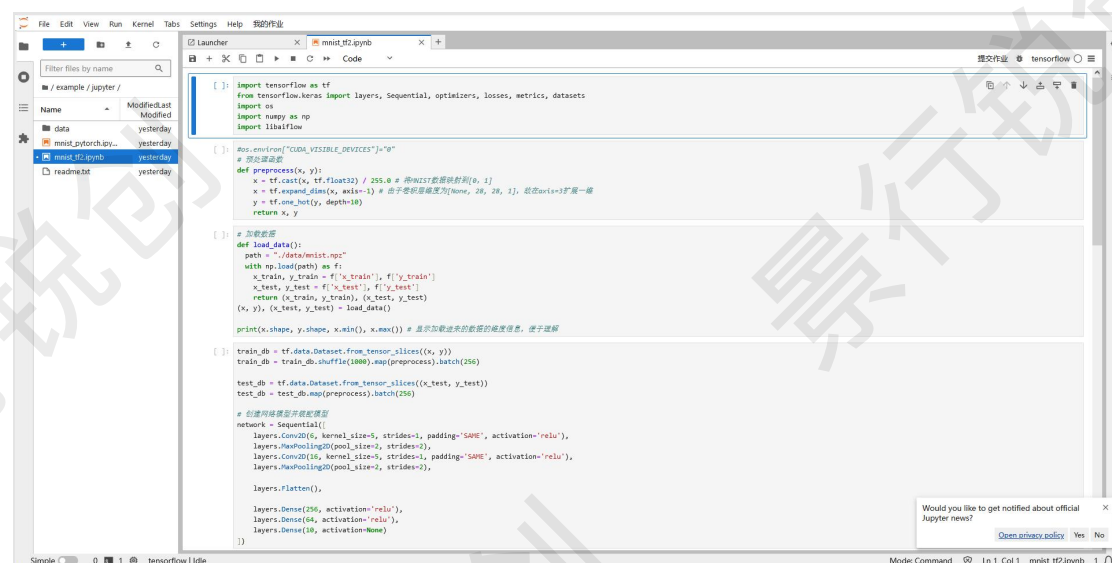 File Edit View Run Kernel Tabs Settings Help 我的作业
Filter files by name
/ example / jupyter /
Name ModifiedLast Modified
data yesterday
mnist_pytorch.ipy... yesterday
mnist_tf2.ipynb yesterday
readme.txt yesterday
Launcher mnist_tf2.ipynb
Code 提交作业 tensorflow
[ ]: import tensorflow as tf
from tensorflow.keras import layers, Sequential, optimizers, losses, metrics, datasets
import os
import numpy as np
import libaiflow
[ ]: #os.environ["CUDA_VISIBLE_DEVICES"]="0"
# 预处理函数
def preprocess(x, y):
x = tf.cast(x, tf.float32) / 255.0 # 将MNIST数据映射到[0, 1]
x = tf.expand_dims(x, axis=-1) # 由于卷积层维度为[None, 28, 28, 1]，故在axis=3扩展一维
y = tf.one_hot(y, depth=10)
return x, y
[ ]: # 加载数据
def load_data():
path = "./data/mnist.npz"
with np.load(path) as f:
x_train, y_train = f['x_train'], f['y_train']
x_test, y_test = f['x_test'], f['y_test']
return (x_train, y_train), (x_test, y_test)
(x, y), (x_test, y_test) = load_data()
print(x.shape, y.shape, x.min(), x.max()) # 显示加载进来的数据的维度信息，便于理解
[ ]: train_db = tf.data.Dataset.from_tensor_slices((x, y))
train_db = train_db.shuffle(1000).map(preprocess).batch(256)
test_db = tf.data.Dataset.from_tensor_slices((x_test, y_test))
test_db = test_db.map(preprocess).batch(256)
# 创建网络模型并装配模型
network = Sequential([
layers.Conv2D(6, kernel_size=5, strides=1, padding='SAME', activation='relu'),
layers.MaxPooling2D(pool_size=2, strides=2),
layers.Conv2D(16, kernel_size=5, strides=1, padding='SAME', activation='relu'),
layers.MaxPooling2D(pool_size=2, strides=2),
layers.Flatten(),
layers.Dense(256, activation='relu'),
layers.Dense(64, activation='relu'),
layers.Dense(10, activation=None)
])
Would you like to get notified about official
Jupyter news?
Open privacy policy Yes No
Simple 0 1 tensorflow | Idle Mode: Command Ln 1, Col 1 mnist_tf2.ipynb 1
景行锐创